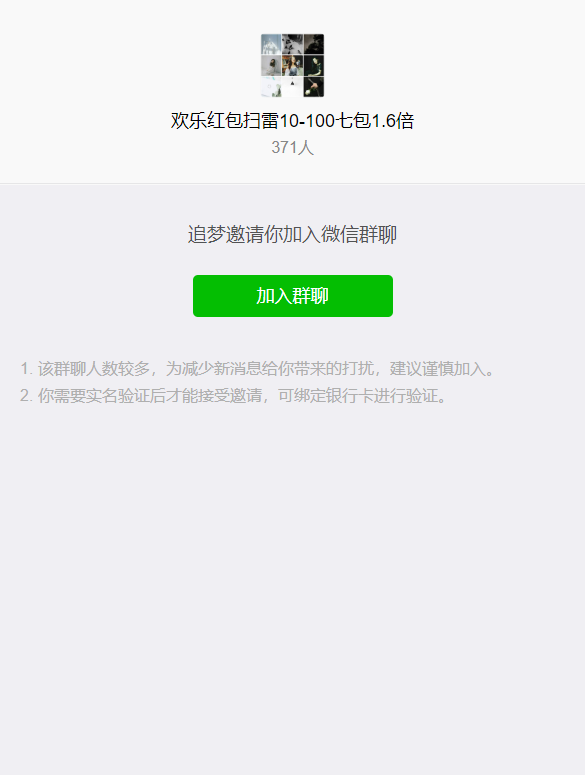 欢乐红包扫雷10-100七包1.6倍
371人
追梦邀请你加入微信群聊
加入群聊
1. 该群聊人数较多，为减少新消息给你带来的打扰，建议谨慎加入。
2. 你需要实名验证后才能接受邀请，可绑定银行卡进行验证。